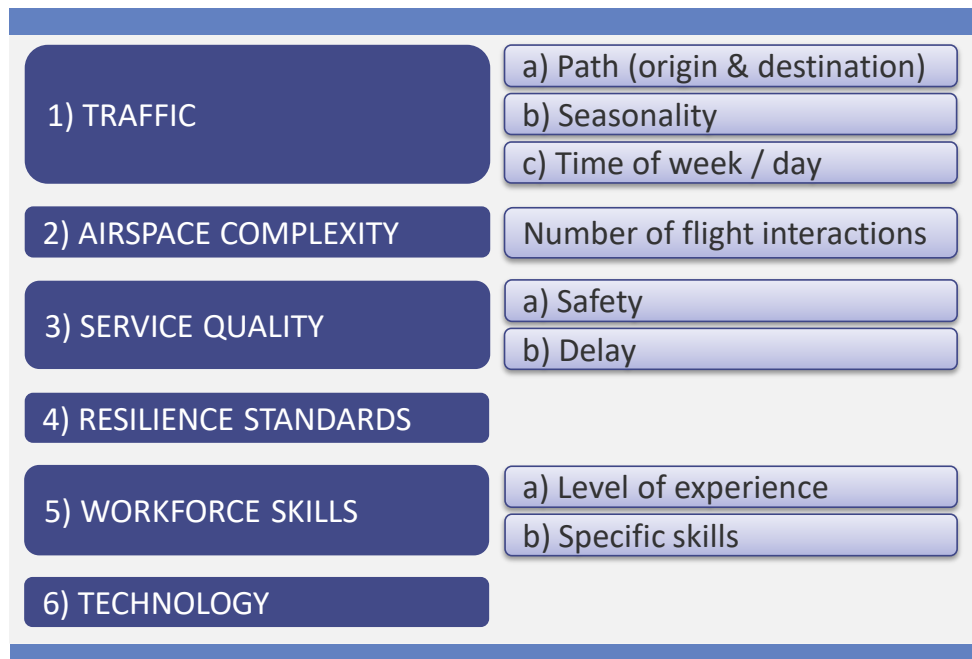 1) TRAFFIC
a) Path (origin & destination)
b) Seasonality
c) Time of week / day
2) AIRSPACE COMPLEXITY
Number of flight interactions
3) SERVICE QUALITY
a) Safety
b) Delay
4) RESILIENCE STANDARDS
5) WORKFORCE SKILLS
a) Level of experience
b) Specific skills
6) TECHNOLOGY